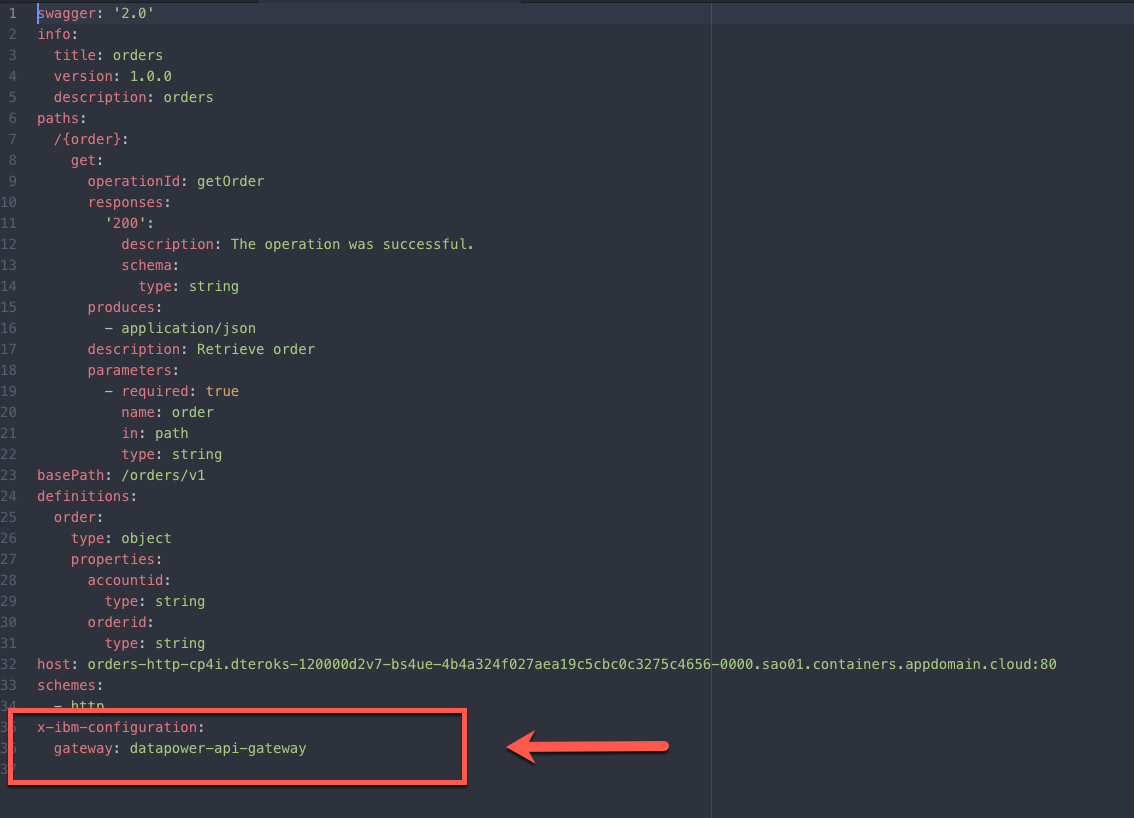 1 swagger: '2.0'
2 info:
3   title: orders
4   version: 1.0.0
5   description: orders
6 paths:
7   /{order}:
8     get:
9       operationId: getOrder
10       responses:
11         '200':
12           description: The operation was successful.
13           schema:
14             type: string
15       produces:
16         - application/json
17       description: Retrieve order
18       parameters:
19         - required: true
20           name: order
21           in: path
22           type: string
23 basePath: /orders/v1
24 definitions:
25   order:
26     type: object
27     properties:
28       accountid:
29         type: string
30       orderid:
31         type: string
32 host: orders-http-cp4i.dteroks-120000d2v7-bs4ue-4b4a324f027aea19c5cbc0c3275c4656-0000.sao01.containers.appdomain.cloud:80
33 schemes:
34   - http
35 x-ibm-configuration:
36   gateway: datapower-api-gateway
37